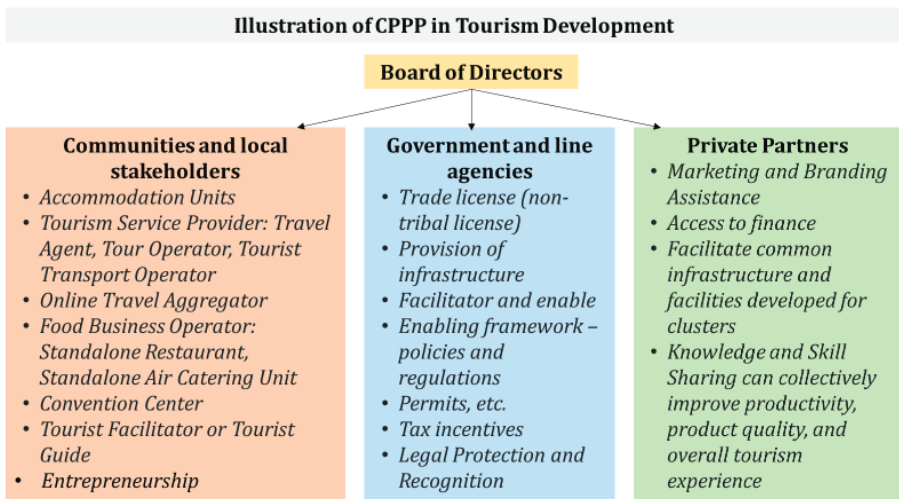 Illustration of CPPP in Tourism Development
Board of Directors
Communities and local
stakeholders
• Accommodation Units
• Tourism Service Provider: Travel
Agent, Tour Operator, Tourist
Transport Operator
• Online Travel Aggregator
• Food Business Operator:
Standalone Restaurant,
Standalone Air Catering Unit
• Convention Center
• Tourist Facilitator or Tourist
Guide
• Entrepreneurship
Government and line
agencies
• Trade license (non-
tribal license)
• Provision of
infrastructure
• Facilitator and enable
• Enabling framework –
policies and
regulations
• Permits, etc.
• Tax incentives
• Legal Protection and
Recognition
Private Partners
• Marketing and Branding
Assistance
• Access to finance
• Facilitate common
infrastructure and
facilities developed for
clusters
• Knowledge and Skill
Sharing can collectively
improve productivity,
product quality, and
overall tourism
experience